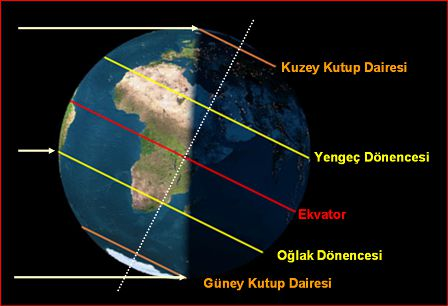 Kuzey Kutup Dairesi
Yengeç Dönencesi
Ekvator
Oğlak Dönencesi
Güney Kutup Dairesi